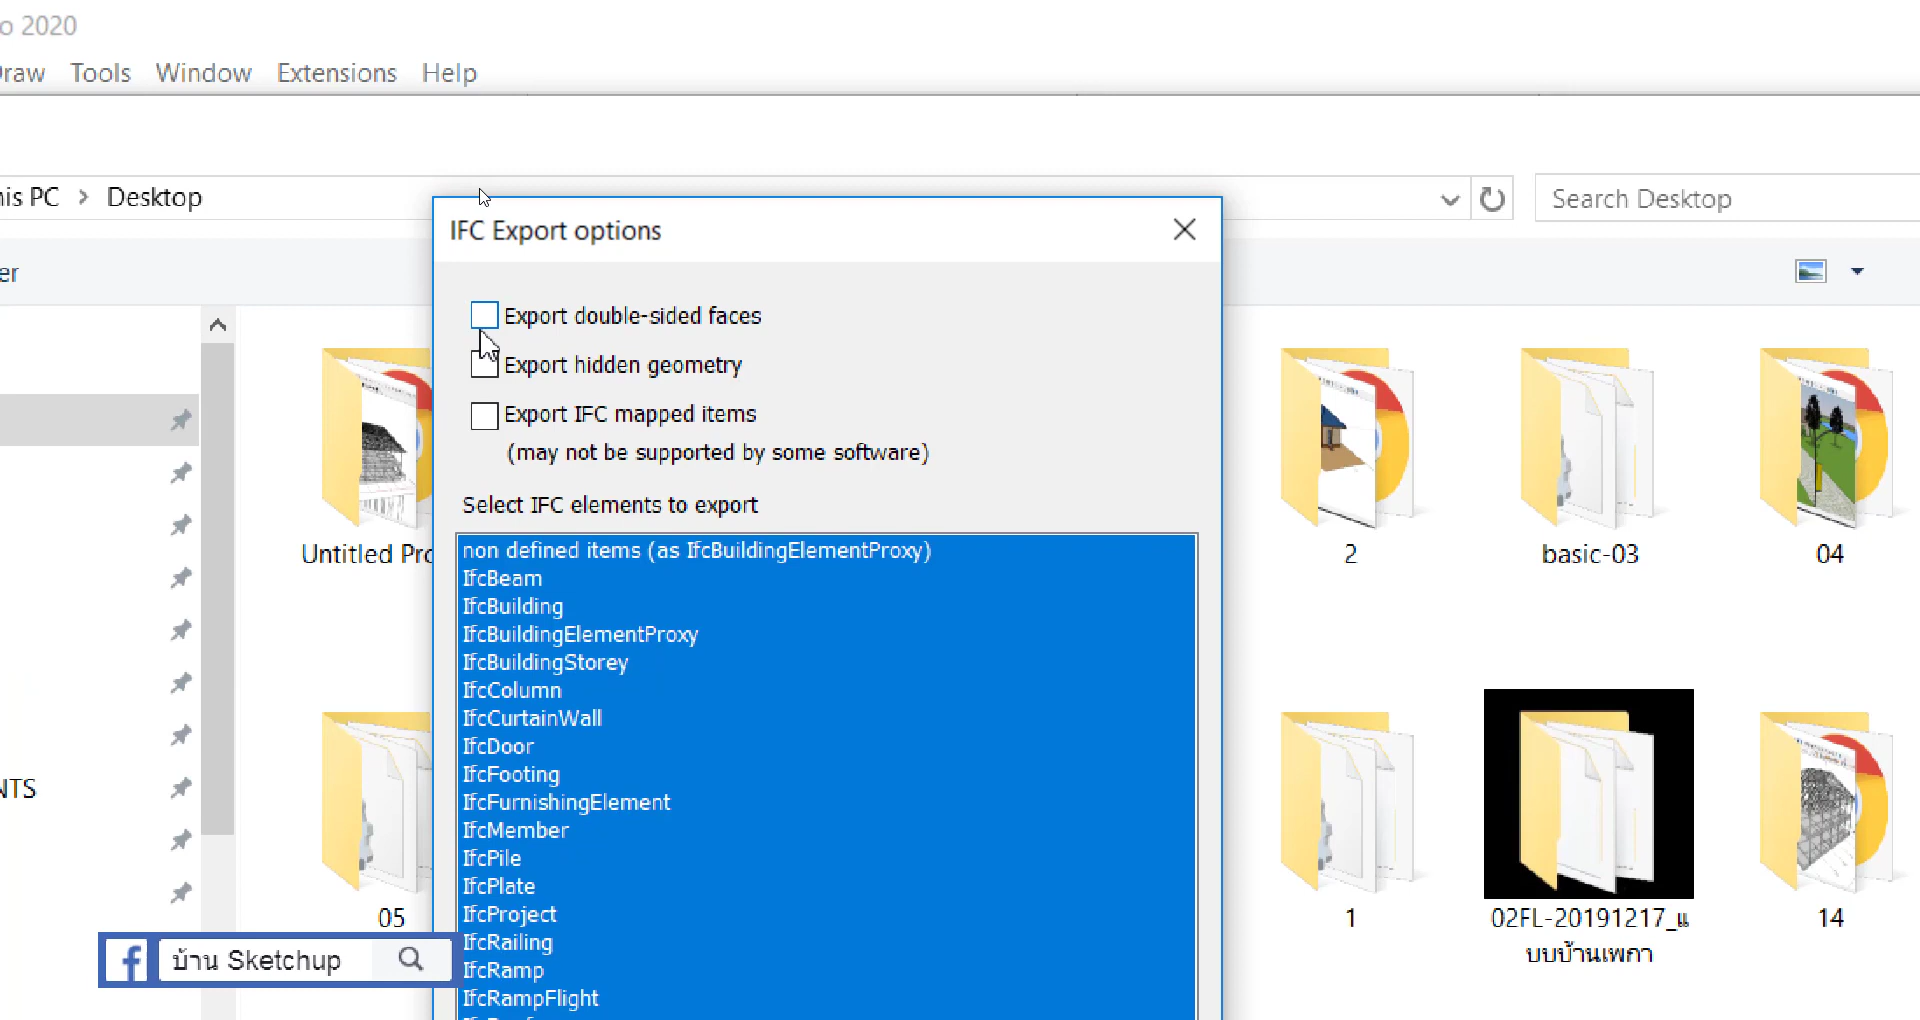 o 2020
Draw Tools Window Extensions Help
his PC > Desktop
Search Desktop
er
IFC Export options
Export double-sided faces
Export hidden geometry
Export IFC mapped items
(may not be supported by some software)
Select IFC elements to export
non defined items (as IfcBuildingElementProxy)
IfcBeam
IfcBuilding
IfcBuildingElementProxy
IfcBuildingStorey
IfcColumn
IfcCurtainWall
IfcDoor
IfcFooting
IfcFurnishingElement
IfcMember
IfcPile
IfcPlate
IfcProject
IfcRailing
IfcRamp
IfcRampFlight
Untitled Pro
2
basic-03
04
NTS
05
1
02FL-20191217_แ
บบบ้านเพกา
14
บ้าน Sketchup